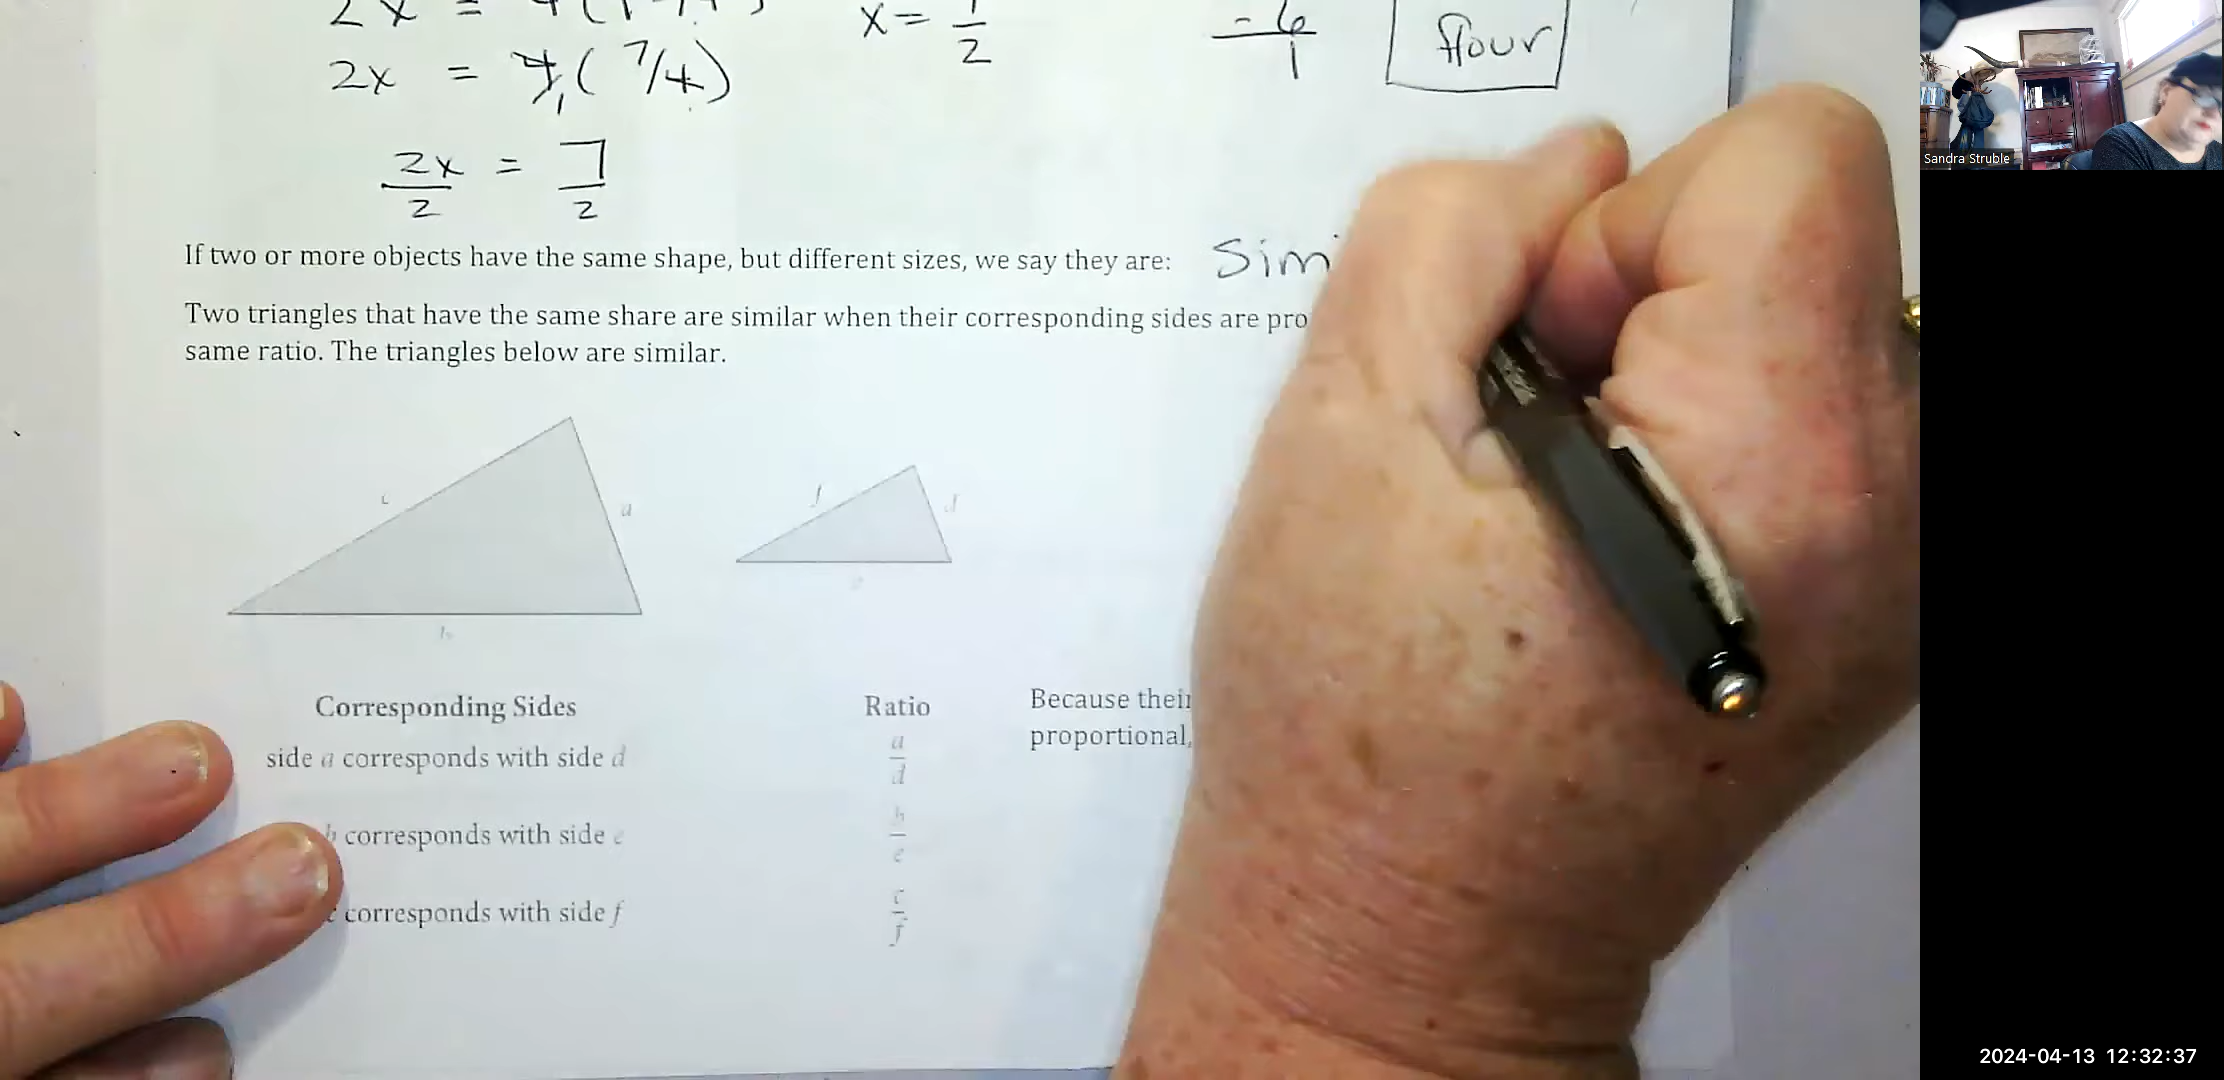 2x =
2x = 4, ( 7/4)
x =
2
- 6
1
flour
2x = 7
2 2
If two or more objects have the same shape, but different sizes, we say they are: Sim
Two triangles that have the same share are similar when their corresponding sides are pro
same ratio. The triangles below are similar.
c
a
b
f
d
e
Corresponding Sides
side a corresponds with side d
b corresponds with side e
c corresponds with side f
Ratio
a
d
b
e
c
f
Because their
proportional,
Sandra Struble
2024-04-13 12:32:37